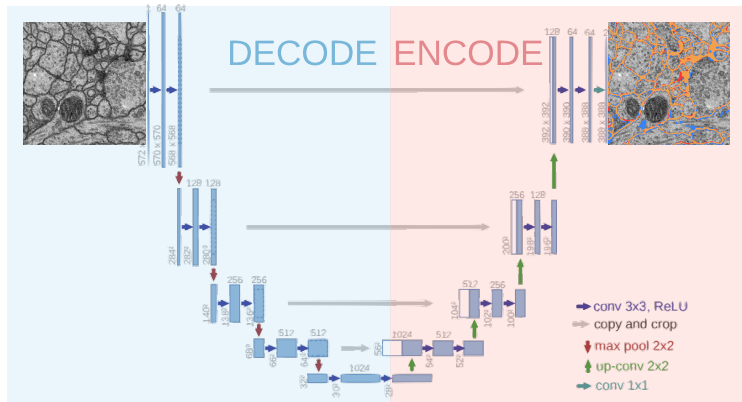 64 64
DECODE ENCODE
128 64 64
572 x
570 x 570
568 x 568
392 x 392
390 x 390
388 x 388
388 x 388
128 128
284²
282²
280²
256 128
200²
198²
196²
256 256
140²
138²
136²
512 256
104²
102²
100²
512 512
68²
66²
64²
1024 512
56²
54²
52²
1024
32²
30²
28²
conv 3x3, ReLU
copy and crop
max pool 2x2
up-conv 2x2
conv 1x1